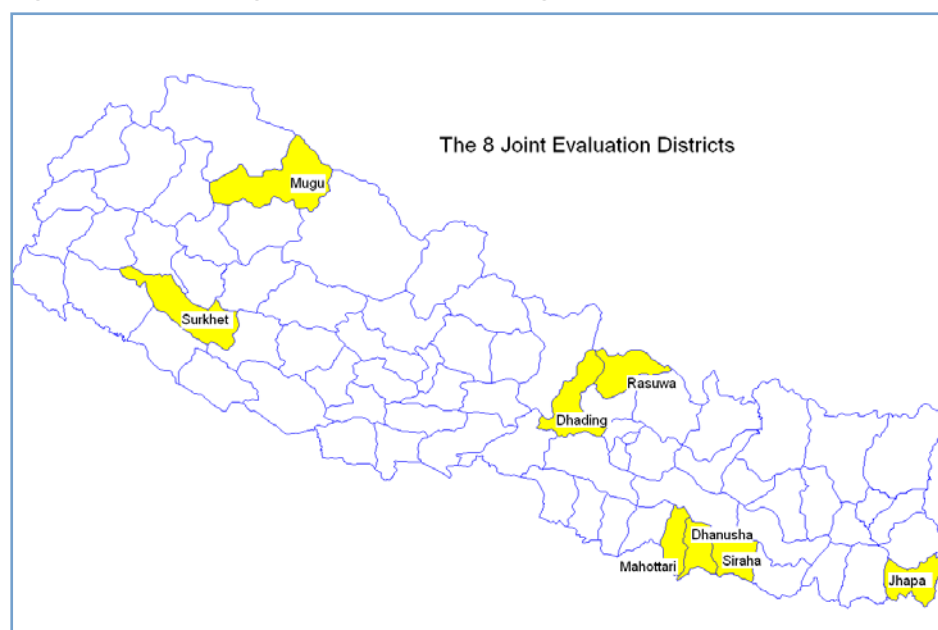 The 8 Joint Evaluation Districts
Mugu
Surkhet
Rasuwa
Dhading
Dhanusha
Siraha
Mahottari
Jhapa